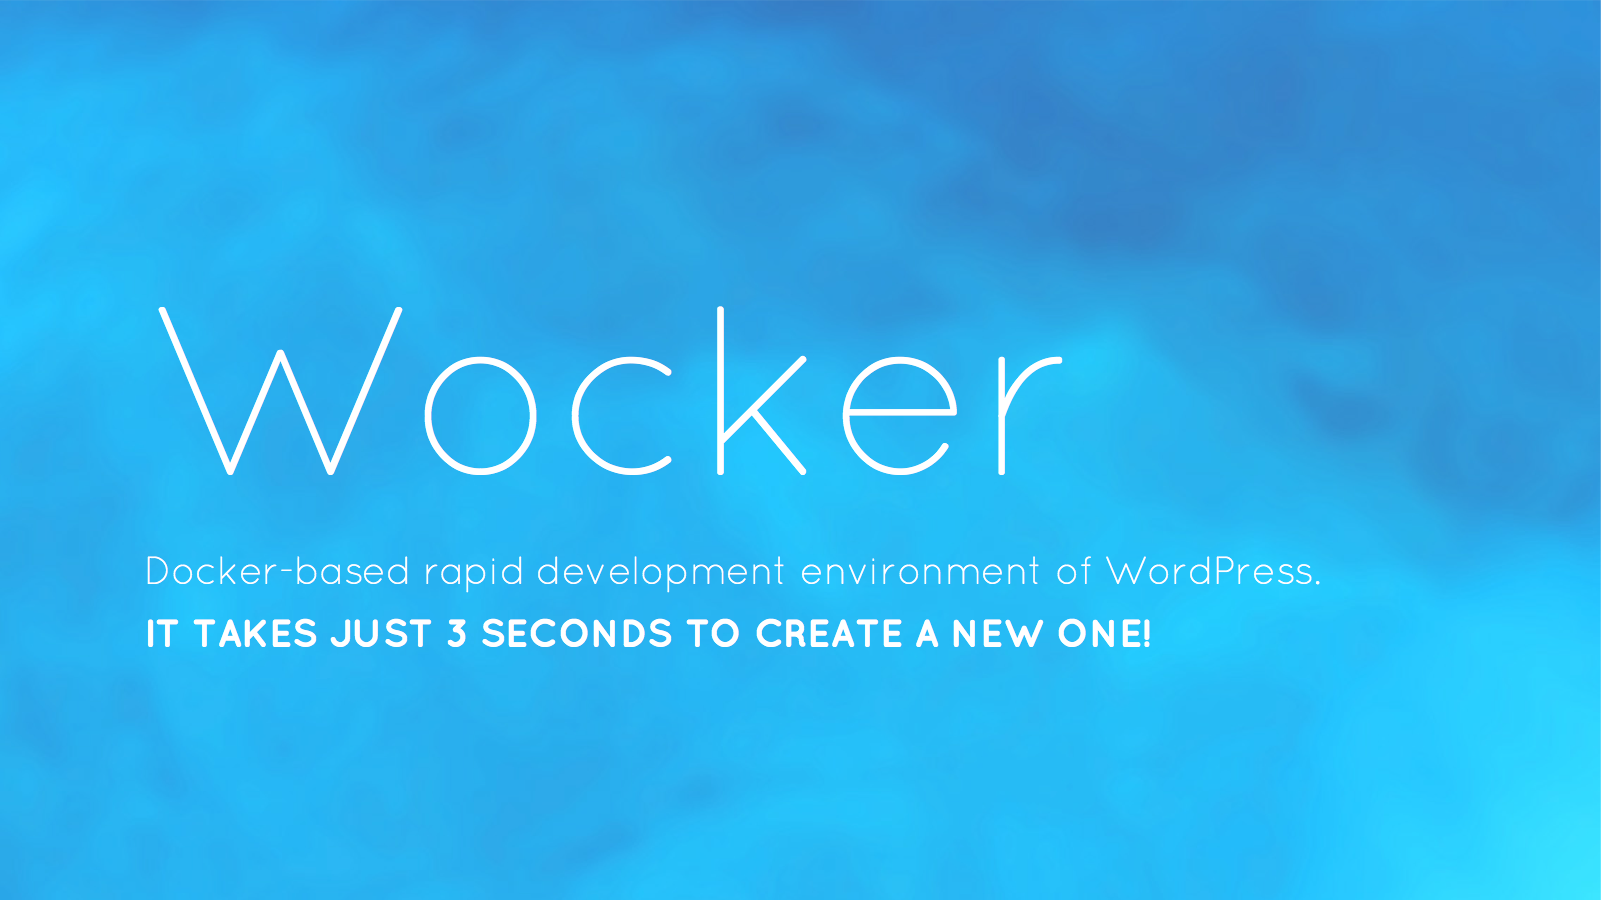 Wocker
Docker-based rapid development environment of WordPress.
IT TAKES JUST 3 SECONDS TO CREATE A NEW ONE!